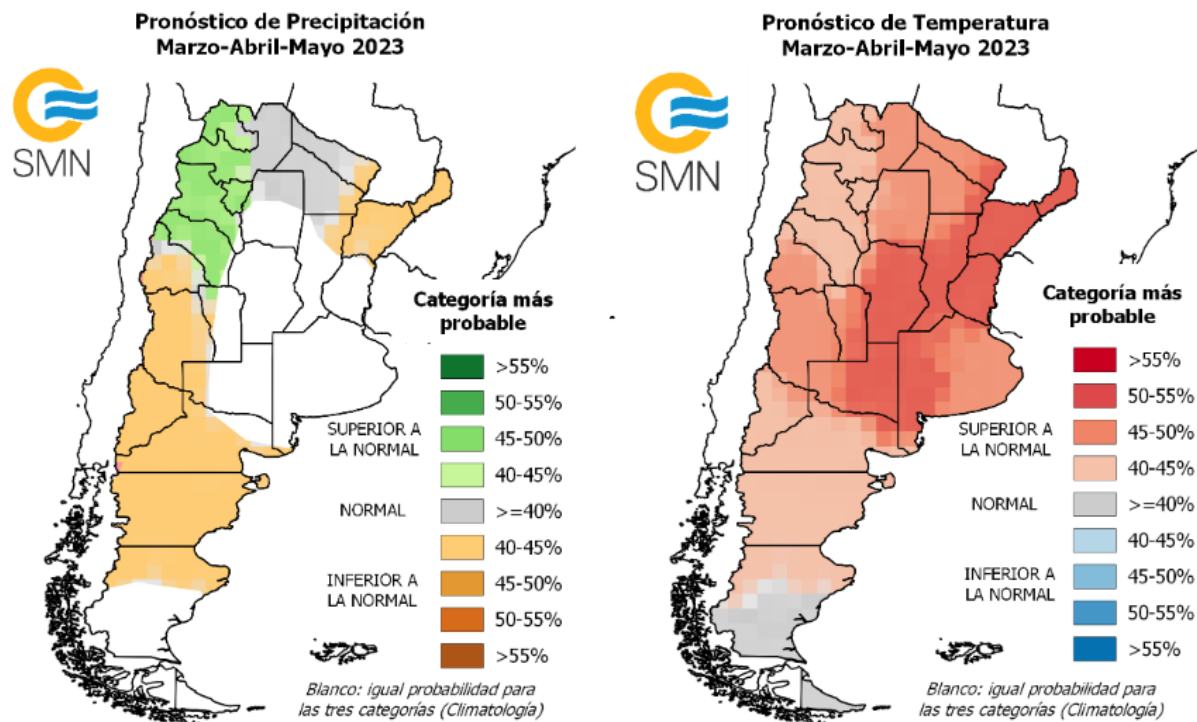 Pronóstico de Precipitación
Marzo-Abril-Mayo 2023
SMN
Categoría más
probable
>55%
50-55%
SUPERIOR A
LA NORMAL
45-50%
40-45%
NORMAL
>=40%
40-45%
INFERIOR A
LA NORMAL
45-50%
50-55%
>55%
Blanco: igual probabilidad para
las tres categorías (Climatología)
Pronóstico de Temperatura
Marzo-Abril-Mayo 2023
SMN
Categoría más
probable
>55%
50-55%
SUPERIOR A
LA NORMAL
45-50%
40-45%
NORMAL
>=40%
40-45%
INFERIOR A
LA NORMAL
45-50%
50-55%
>55%
Blanco: igual probabilidad para
las tres categorías (Climatología)